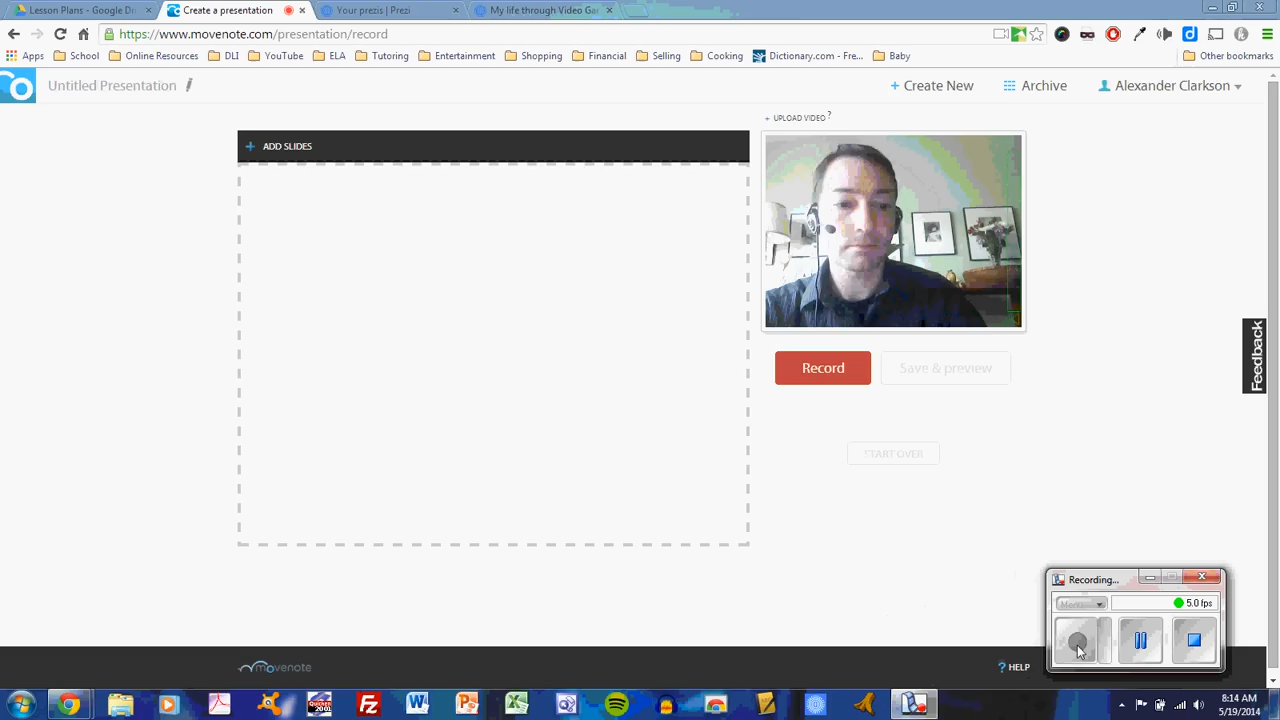 Lesson Plans - Google Dr
Create a presentation
Your prezis | Prezi
My life through Video Ga
https://www.movenote.com/presentation/record
Apps School Online Resources DLI YouTube ELA Tutoring Entertainment Shopping Financial Selling Cooking Dictionary.com - Fre... Baby Other bookmarks
Untitled Presentation
+ Create New Archive Alexander Clarkson
+ UPLOAD VIDEO ?
+ ADD SLIDES
Record Save & preview
Feedback
START OVER
Recording...
5.0 fps
movenote
? HELP
8:14 AM
5/19/2014